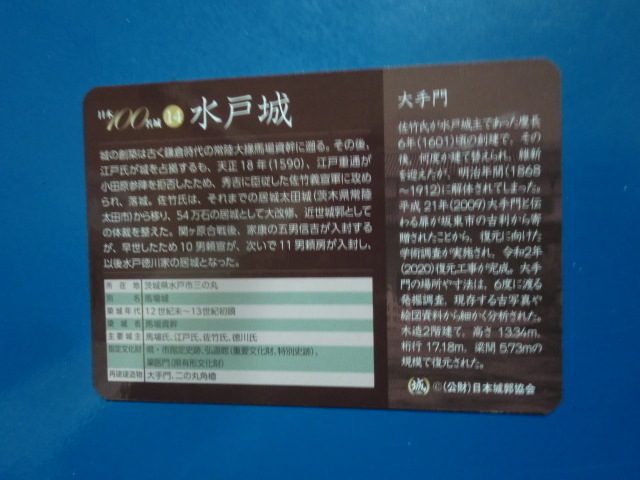 日本100名城 14 水戸城
城の創築は古く鎌倉時代の常陸大掾馬場資幹に遡る。その後、
江戸氏が城を占拠するも、天正18年(1590)、江戸重通が
小田原参陣を拒否したため、秀吉に臣従した佐竹義宣軍に攻め
られ、落城。佐竹氏は、それまでの居城太田城(茨木県常陸
太田市)から移り、54万石の居城として大改修、近世城郭として
の体裁を整えた。関ヶ原合戦後、家康の五男信吉が入封する
が、早世したため10男頼宣が、次いで11男頼房が入封し、
以後水戸徳川家の居城となった。
所在地 茨城県水戸市三の丸
別名 馬場城
築城年代 12世紀末〜13世紀初頭
築城者 馬場資幹
主要城主 馬場氏、江戸氏、佐竹氏、徳川氏
指定文化財 県・市指定史跡、弘道館(重要文化財、特別史跡)、
薬医門(県有形文化財)
再建建造物 大手門、二の丸角櫓
大手門
佐竹氏が水戸城主であった慶長
6年(1601)頃の創建で、その
後、何度か建て替えられ、維新
を迎えたが、明治年間(1868
〜1912)に解体されてしまった。
平成21年(2009)大手門と伝
わる扉が坂東市の古刹から寄
贈されたことから、復元に向けた
学術調査が実施され、令和2年
(2020)復元工事が完成。大手
門の場所や寸法は、6度に渡る
発掘調査、現存する古写真や
絵図資料から細かく分析された。
木造2階建て、高さ13.34m、
桁行17.18m、梁間5.73mの
規模で復元された。
城 ©(公財)日本城郭協会